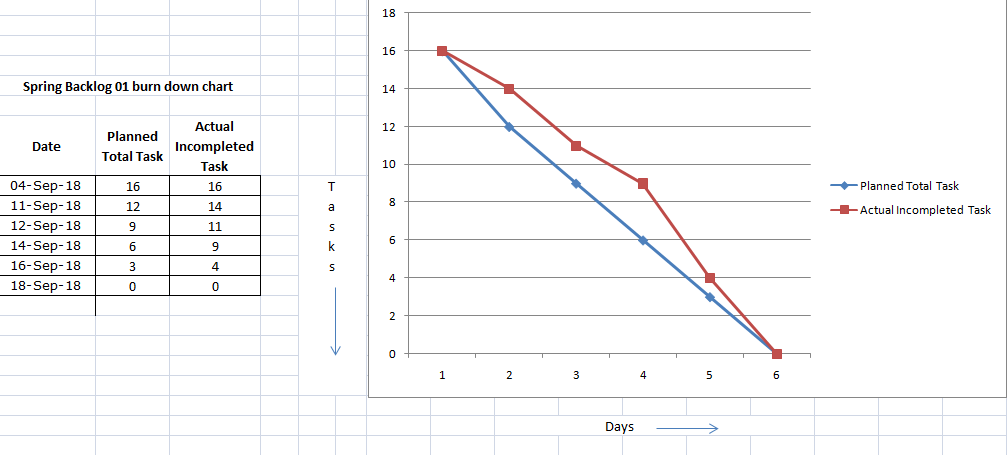 Spring Backlog 01 burn down chart
Date
Planned
Total Task
Actual
Incompleted
Task
04-Sep-18 16 16
11-Sep-18 12 14
12-Sep-18 9 11
14-Sep-18 6 9
16-Sep-18 3 4
18-Sep-18 0 0
T
a
s
k
s
18
16
14
12
10
8
6
4
2
0
1 2 3 4 5 6
Days
Planned Total Task
Actual Incompleted Task